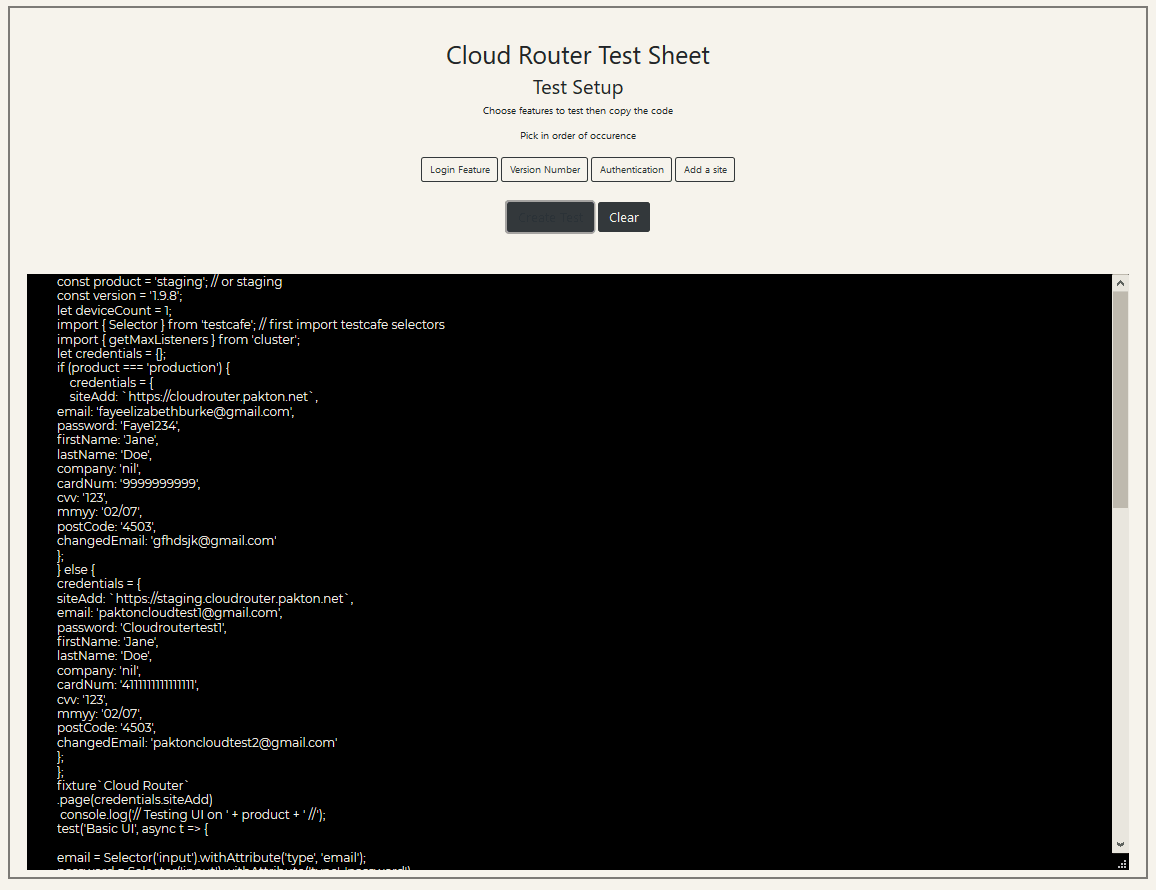 Cloud Router Test Sheet
Test Setup
Choose features to test then copy the code
Pick in order of occurence
Login Feature Version Number Authentication Add a site
Create Test Clear
const product = 'staging'; // or staging
const version = '1.9.8';
let deviceCount = 1;
import { Selector } from 'testcafe'; // first import testcafe selectors
import { getMaxListeners } from 'cluster';
let credentials = {};
if (product === 'production') {
credentials = {
siteAdd: `https://cloudrouter.pakton.net`,
email: 'fayeelizabethburke@gmail.com',
password: 'Faye1234',
firstName: 'Jane',
lastName: 'Doe',
company: 'nil',
cardNum: '9999999999',
cvv: '123',
mmyy: '02/07',
postCode: '4503',
changedEmail: 'gfhdsjk@gmail.com'
};
} else {
credentials = {
siteAdd: `https://staging.cloudrouter.pakton.net`,
email: 'paktoncloudtest1@gmail.com',
password: 'Cloudroutertest1',
firstName: 'Jane',
lastName: 'Doe',
company: 'nil',
cardNum: '4111111111111111',
cvv: '123',
mmyy: '02/07',
postCode: '4503',
changedEmail: 'paktoncloudtest2@gmail.com'
};
};
fixture`Cloud Router`
.page(credentials.siteAdd)
console.log('// Testing UI on ' + product + ' //');
test('Basic UI', async t => {
email = Selector('input').withAttribute('type', 'email');
password = Selector('input').withAttribute('type' 'password')